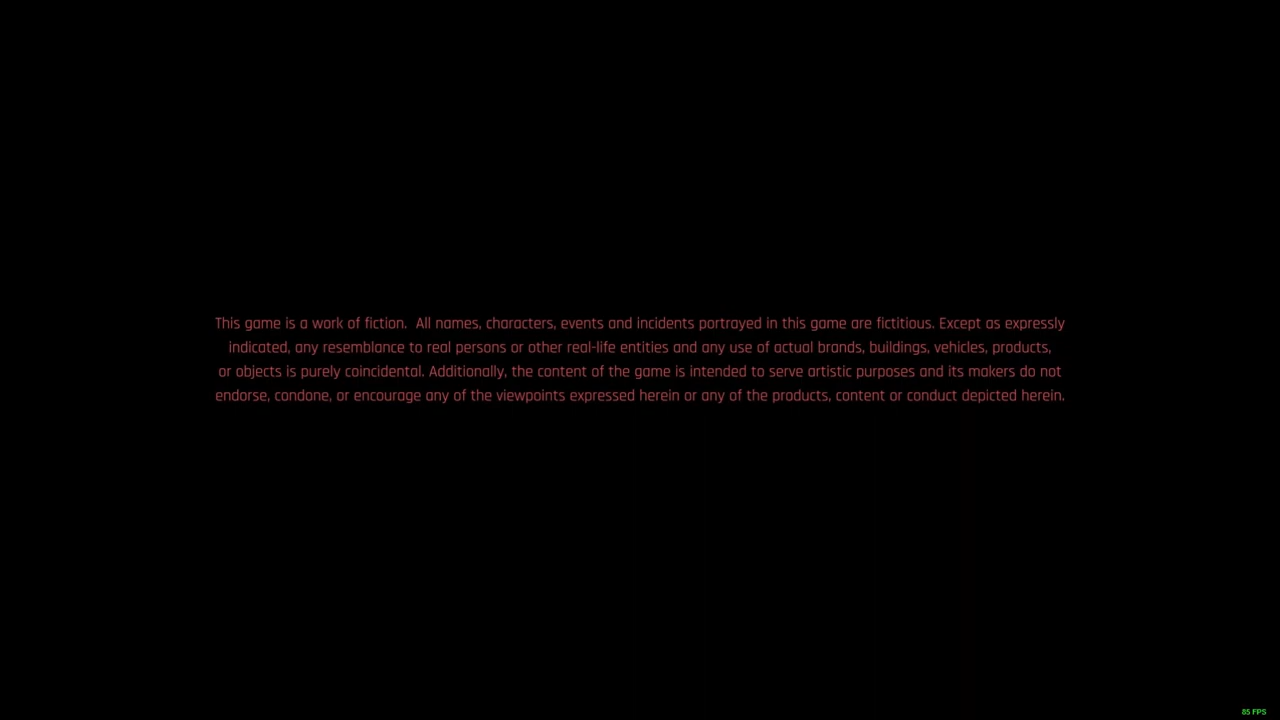 This game is a work of fiction.  All names, characters, events and incidents portrayed in this game are fictitious. Except as expressly
indicated, any resemblance to real persons or other real-life entities and any use of actual brands, buildings, vehicles, products,
or objects is purely coincidental. Additionally, the content of the game is intended to serve artistic purposes and its makers do not
endorse, condone, or encourage any of the viewpoints expressed herein or any of the products, content or conduct depicted herein.
85 FPS